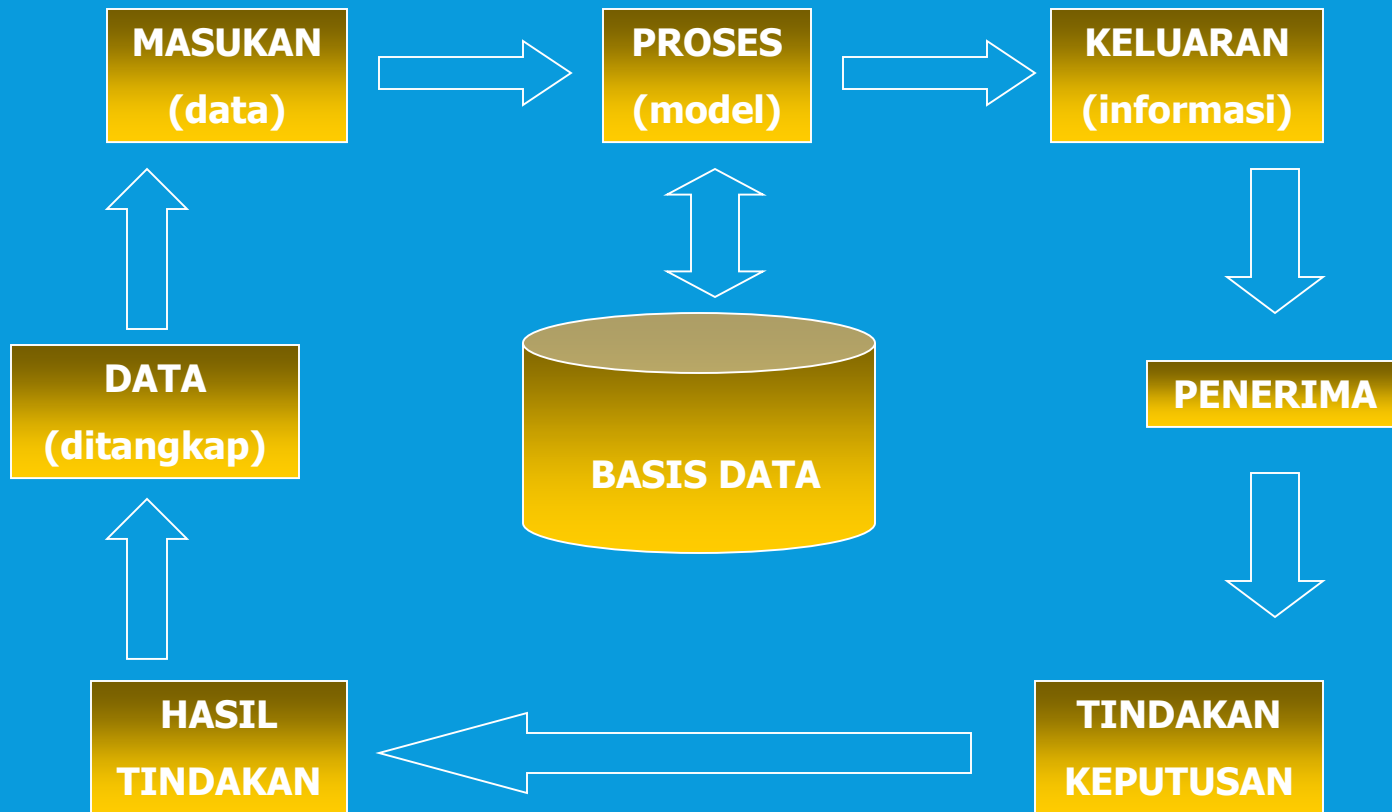 MASUKAN
(data)
PROSES
(model)
KELUARAN
(informasi)
DATA
(ditangkap)
BASIS DATA
PENERIMA
HASIL
TINDAKAN
TINDAKAN
KEPUTUSAN